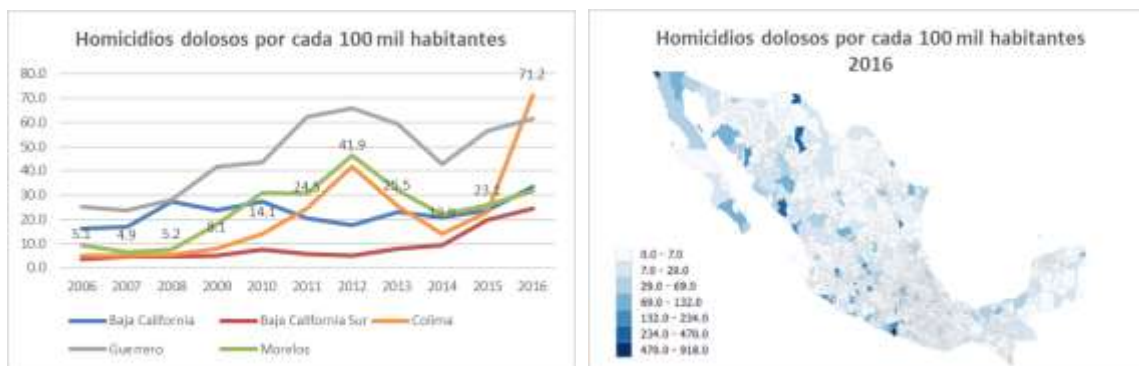 Homicidios dolosos por cada 100 mil habitantes
80.0
70.0
60.0
50.0
40.0
30.0
20.0
10.0
0.0
71.2
41.9
24.5
25.5
14.1
5.1
4.9
5.2
8.1
2006 2007 2008 2009 2010 2011 2012 2013 2014 2015 2016
Baja California
Baja California Sur
Colima
Guerrero
Morelos
Homicidios dolosos por cada 100 mil habitantes
2016
0.0 - 7.0
7.0 - 28.0
29.0 - 69.0
69.0 - 132.0
132.0 - 234.0
234.0 - 470.0
470.0 - 918.0